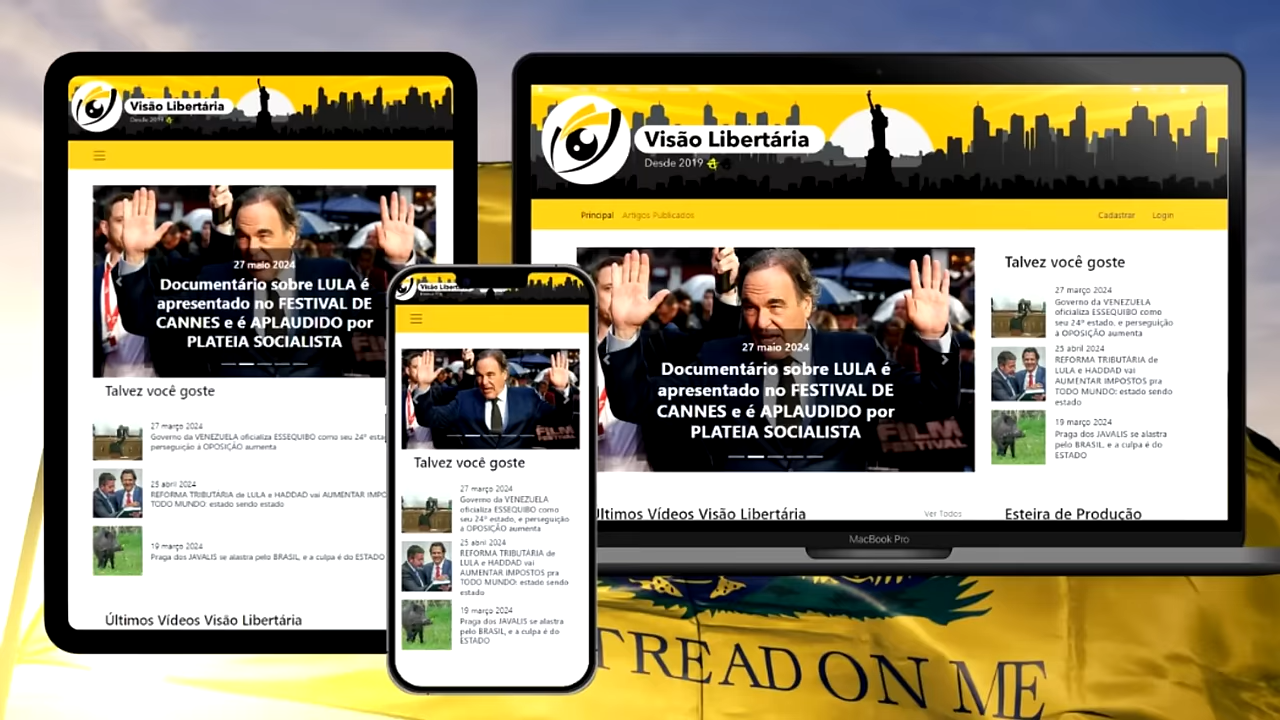 Visão Libertária
Desde 2019
27 maio 2024
Documentário sobre LULA é
apresentado no FESTIVAL DE
CANNES e é APLAUDIDO por
PLATEIA SOCIALISTA
Talvez você goste
27 março 2024
Governo da VENEZUELA oficializa ESSEQUIBO como seu 24º
perseguição à OPOSIÇÃO aumenta
25 abril 2024
REFORMA TRIBUTÁRIA de LULA e HADDAD vai AUMENTAR IMPO
TODO MUNDO: estado sendo estado
19 março 2024
Praga dos JAVALIS se alastra pelo BRASIL, e a culpa é do ESTADO
Últimos Vídeos Visão Libertária
Visão Libert
FILM
FESTIVAL
Talvez você goste
27 março 2024
Governo da VENEZUELA
oficializa ESSEQUIBO como
seu 24º estado, e perseguição
à OPOSIÇÃO aumenta
25 abril 2024
REFORMA TRIBUTÁRIA de
LULA e HADDAD vai
AUMENTAR IMPOSTOS pra
TODO MUNDO: estado sendo
estado
19 março 2024
Praga dos JAVALIS se alastra
pelo BRASIL, e a culpa é do
ESTADO
Visão Libertária
Desde 2019
Principal Artigos Publicados Cadastrar Login
27 maio 2024
Documentário sobre LULA é
apresentado no FESTIVAL DE
CANNES e é APLAUDIDO por
PLATEIA SOCIALISTA
FILM
FESTIVAL
Talvez você goste
27 março 2024
Governo da VENEZUELA
oficializa ESSEQUIBO como
seu 24º estado, e perseguição
à OPOSIÇÃO aumenta
25 abril 2024
REFORMA TRIBUTÁRIA de
LULA e HADDAD vai
AUMENTAR IMPOSTOS pra
TODO MUNDO: estado sendo
estado
19 março 2024
Praga dos JAVALIS se alastra
pelo BRASIL, e a culpa é do
ESTADO
ltimos Vídeos Visão Libertária Ver Todos Esteira de Produção
MacBook Pro
TREAD ON ME